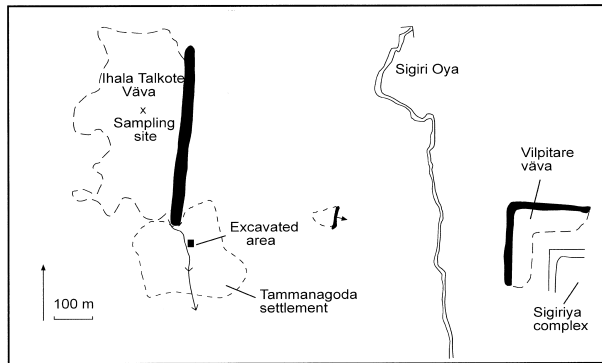 Ihala Talkote
Väva
x
Sampling
site
Sigiri Oya
Vilpitare
väva
Excavated
area
Tammanagoda
settlement
100 m
Sigiriya
complex